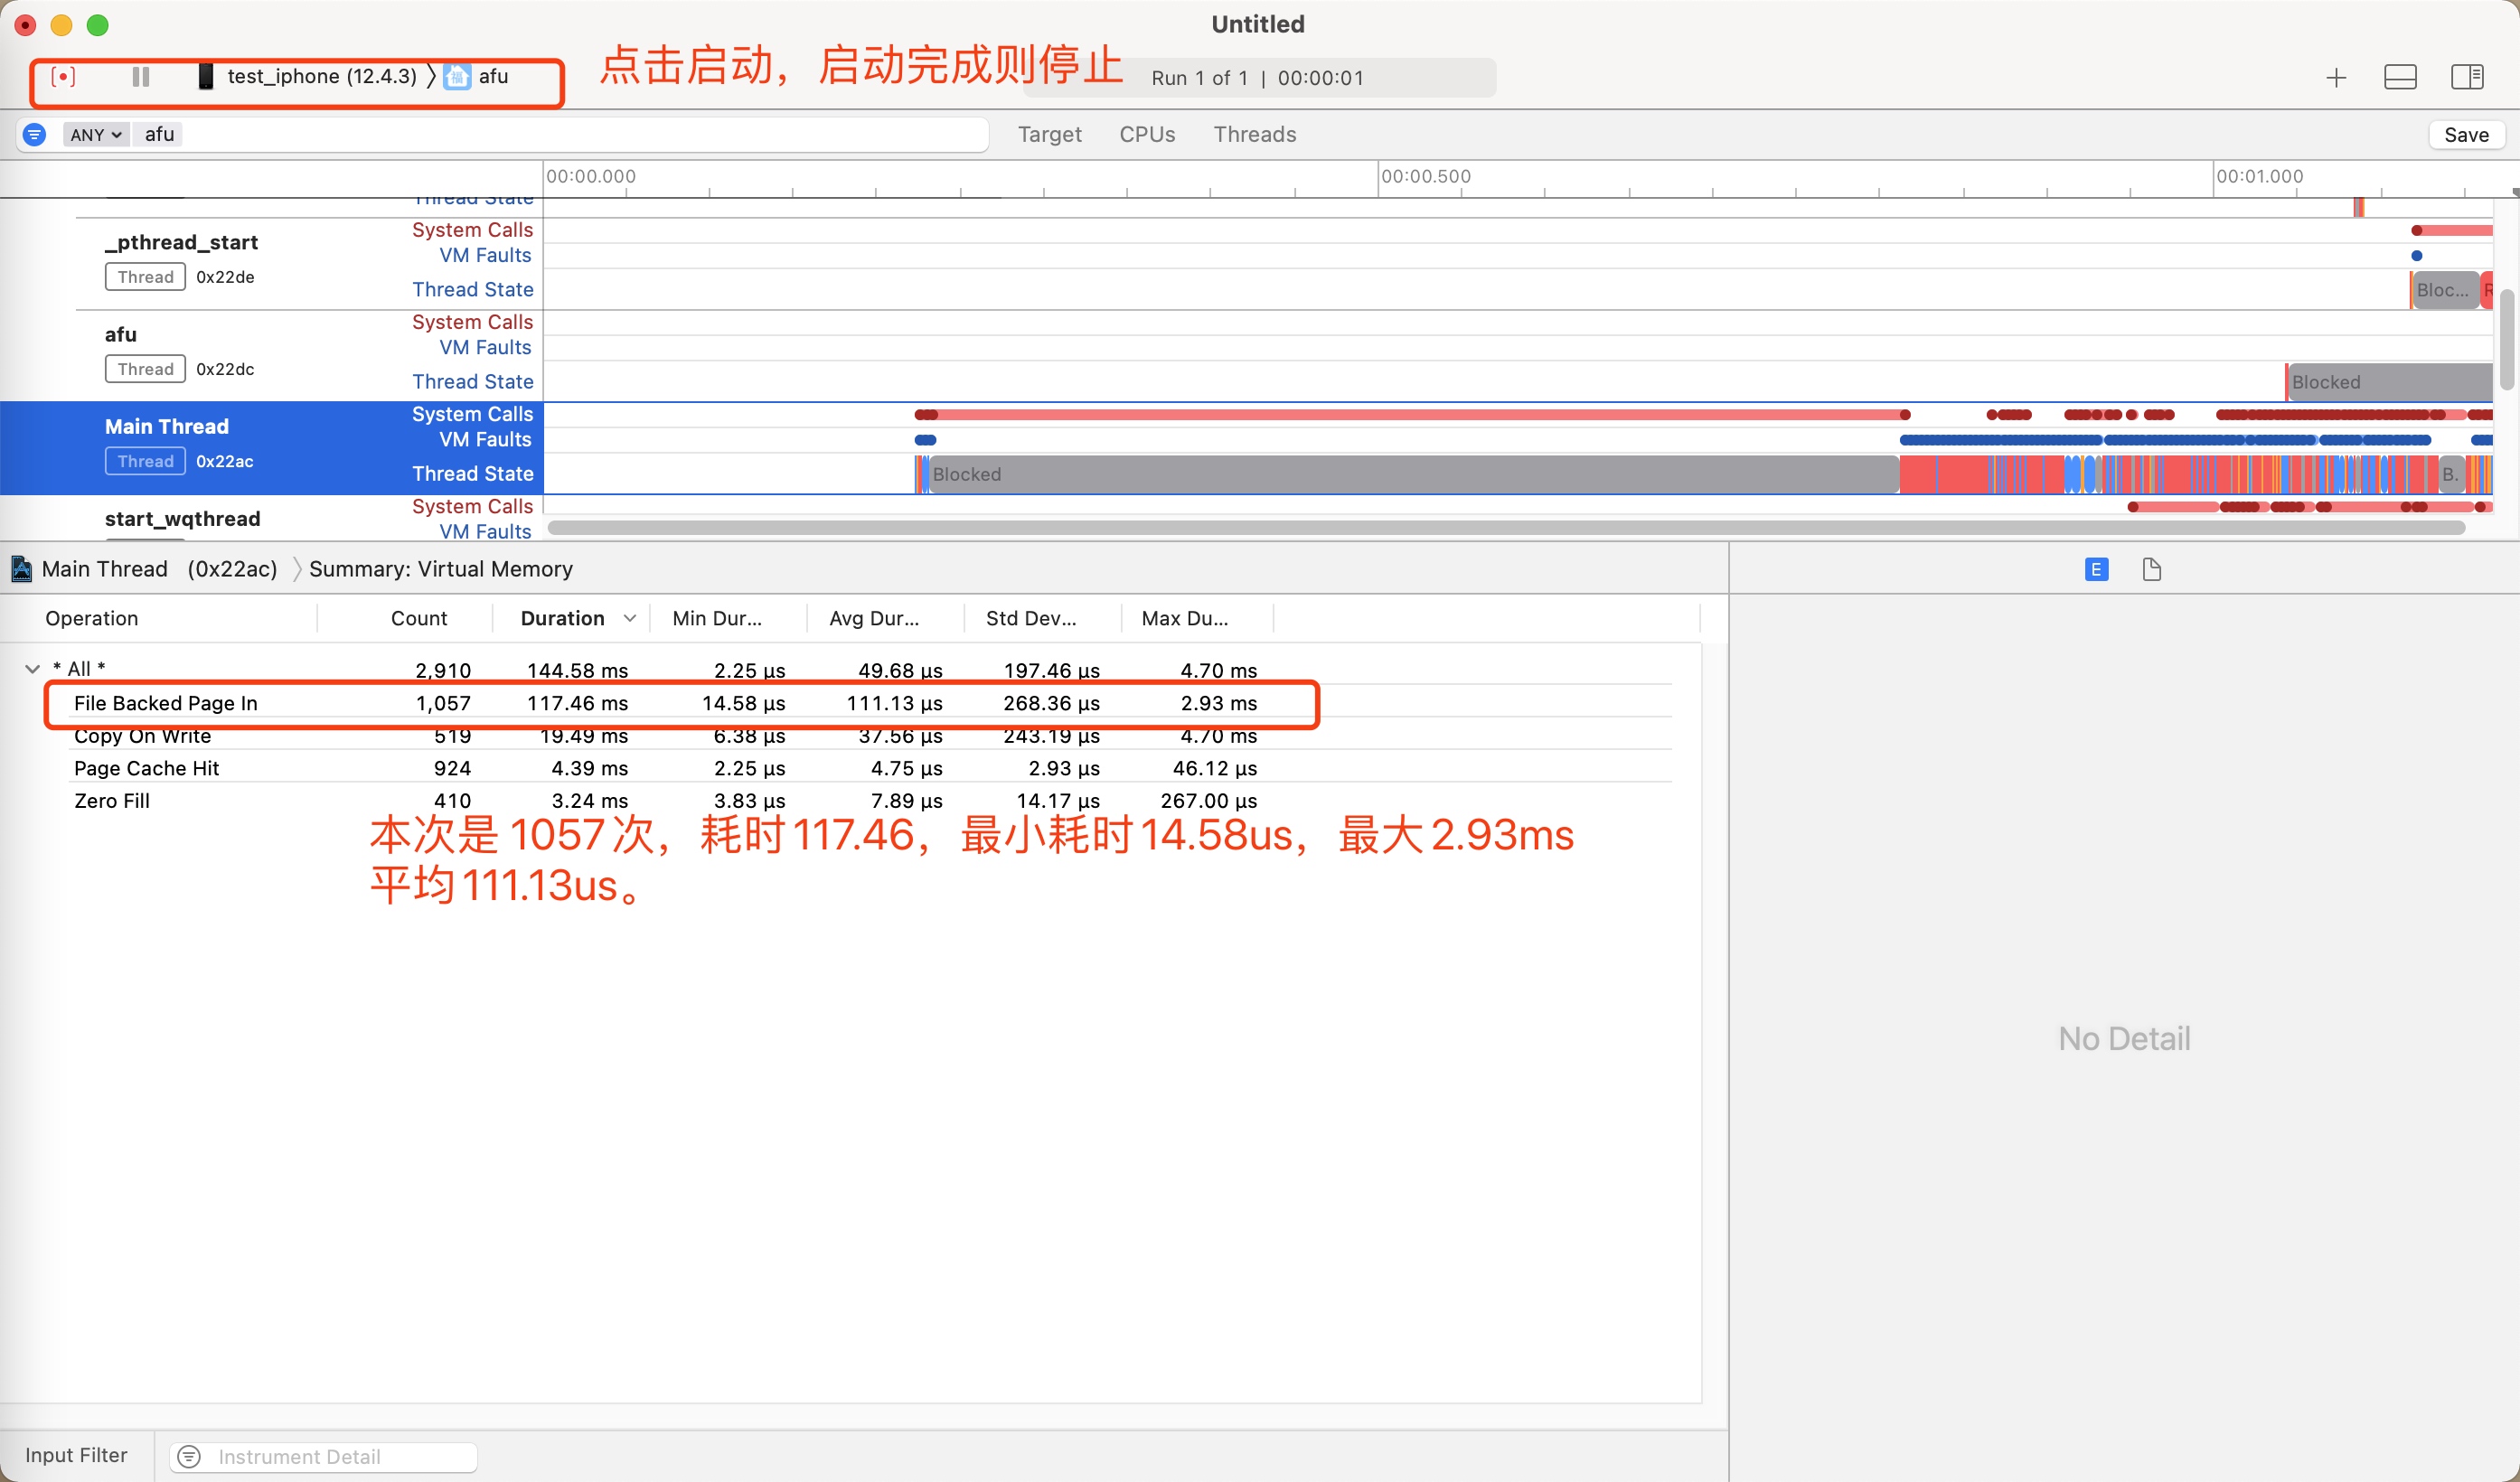 Untitled
test_iphone (12.4.3) 〉 afu
点击启动，启动完成则停止
Run 1 of 1 | 00:00:01
ANY afu
Target CPUs Threads
Save
00:00.000 00:00.500 00:01.000
Thread State
_pthread_start
Thread 0x22de
System Calls
VM Faults
Thread State
Bloc...
R
afu
Thread 0x22dc
System Calls
VM Faults
Thread State
Blocked
Main Thread
Thread 0x22ac
System Calls
VM Faults
Thread State
Blocked
B.
start_wqthread
System Calls
VM Faults
Main Thread (0x22ac) 〉 Summary: Virtual Memory
E
Operation Count Duration Min Dur... Avg Dur... Std Dev... Max Du...
* All * 2,910 144.58 ms 2.25 µs 49.68 µs 197.46 µs 4.70 ms
File Backed Page In 1,057 117.46 ms 14.58 µs 111.13 µs 268.36 µs 2.93 ms
Copy On Write 519 19.49 ms 6.38 µs 37.56 µs 243.19 µs 4.70 ms
Page Cache Hit 924 4.39 ms 2.25 µs 4.75 µs 2.93 µs 46.12 µs
Zero Fill 410 3.24 ms 3.83 µs 7.89 µs 14.17 µs 267.00 µs
本次是1057次，耗时117.46，最小耗时14.58us，最大2.93ms
平均111.13us。
No Detail
Input Filter
Instrument Detail